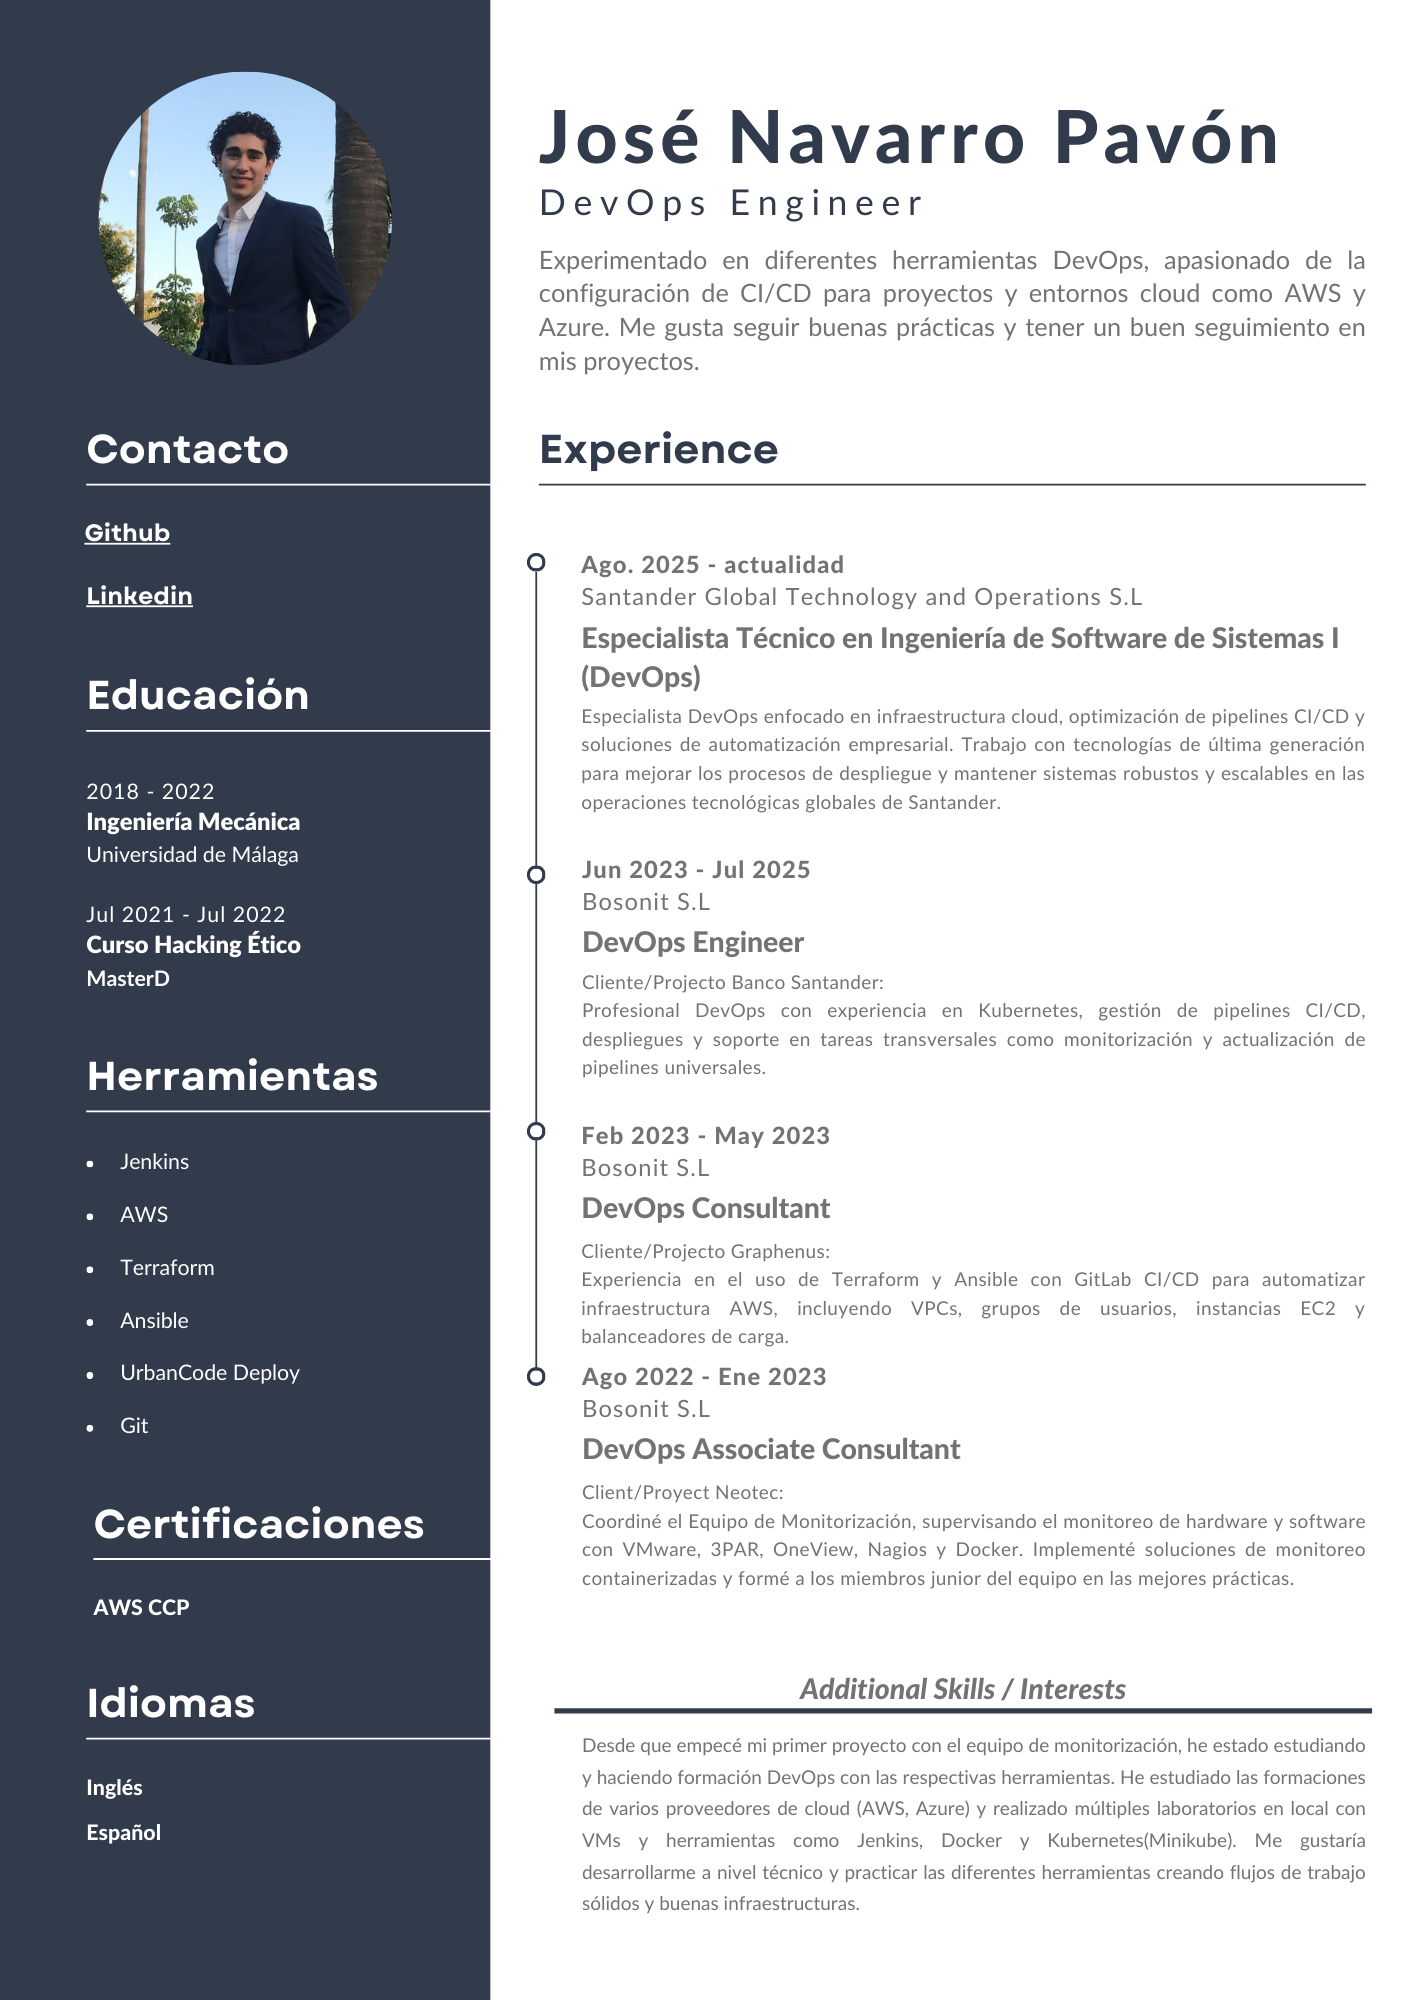 José Navarro Pavón
DevOps Engineer
Experimentado en diferentes herramientas DevOps, apasionado de la
configuración de CI/CD para proyectos y entornos cloud como AWS y
Azure. Me gusta seguir buenas prácticas y tener un buen seguimiento en
mis proyectos.
Contacto
Github
Linkedin
Educación
2018 - 2022
Ingeniería Mecánica
Universidad de Málaga
Jul 2021 - Jul 2022
Curso Hacking Ético
MasterD
Herramientas
• Jenkins
• AWS
• Terraform
• Ansible
• UrbanCode Deploy
• Git
Certificaciones
AWS CCP
Idiomas
Inglés
Español
Experience
Ago. 2025 - actualidad
Santander Global Technology and Operations S.L
Especialista Técnico en Ingeniería de Software de Sistemas I
(DevOps)
Especialista DevOps enfocado en infraestructura cloud, optimización de pipelines CI/CD y
soluciones de automatización empresarial. Trabajo con tecnologías de última generación
para mejorar los procesos de despliegue y mantener sistemas robustos y escalables en las
operaciones tecnológicas globales de Santander.
Jun 2023 - Jul 2025
Bosonit S.L
DevOps Engineer
Cliente/Projecto Banco Santander:
Profesional DevOps con experiencia en Kubernetes, gestión de pipelines CI/CD,
despliegues y soporte en tareas transversales como monitorización y actualización de
pipelines universales.
Feb 2023 - May 2023
Bosonit S.L
DevOps Consultant
Cliente/Projecto Graphenus:
Experiencia en el uso de Terraform y Ansible con GitLab CI/CD para automatizar
infraestructura AWS, incluyendo VPCs, grupos de usuarios, instancias EC2 y
balanceadores de carga.
Ago 2022 - Ene 2023
Bosonit S.L
DevOps Associate Consultant
Client/Proyect Neotec:
Coordiné el Equipo de Monitorización, supervisando el monitoreo de hardware y software
con VMware, 3PAR, OneView, Nagios y Docker. Implementé soluciones de monitoreo
containerizadas y formé a los miembros junior del equipo en las mejores prácticas.
Additional Skills / Interests
Desde que empecé mi primer proyecto con el equipo de monitorización, he estado estudiando
y haciendo formación DevOps con las respectivas herramientas. He estudiado las formaciones
de varios proveedores de cloud (AWS, Azure) y realizado múltiples laboratorios en local con
VMs y herramientas como Jenkins, Docker y Kubernetes(Minikube). Me gustaría
desarrollarme a nivel técnico y practicar las diferentes herramientas creando flujos de trabajo
sólidos y buenas infraestructuras.